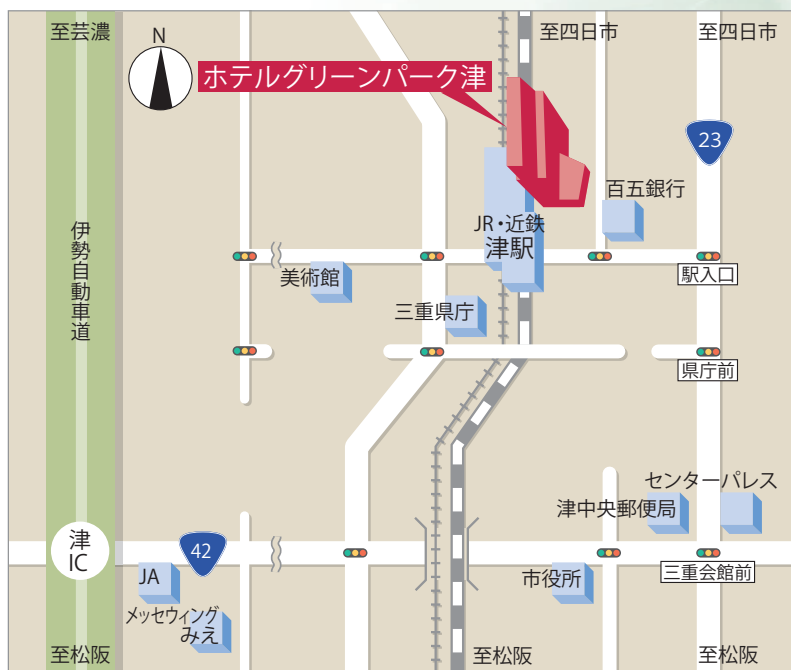 至芸濃
至四日市
至四日市
N
ホテルグリーンパーク津
23
百五銀行
JR・近鉄
津駅
伊勢自動車道
美術館
駅入口
三重県庁
県庁前
センターパレス
津中央郵便局
津
IC
42
三重会館前
JA
市役所
メッセウィング
みえ
至松阪
至松阪
至松阪